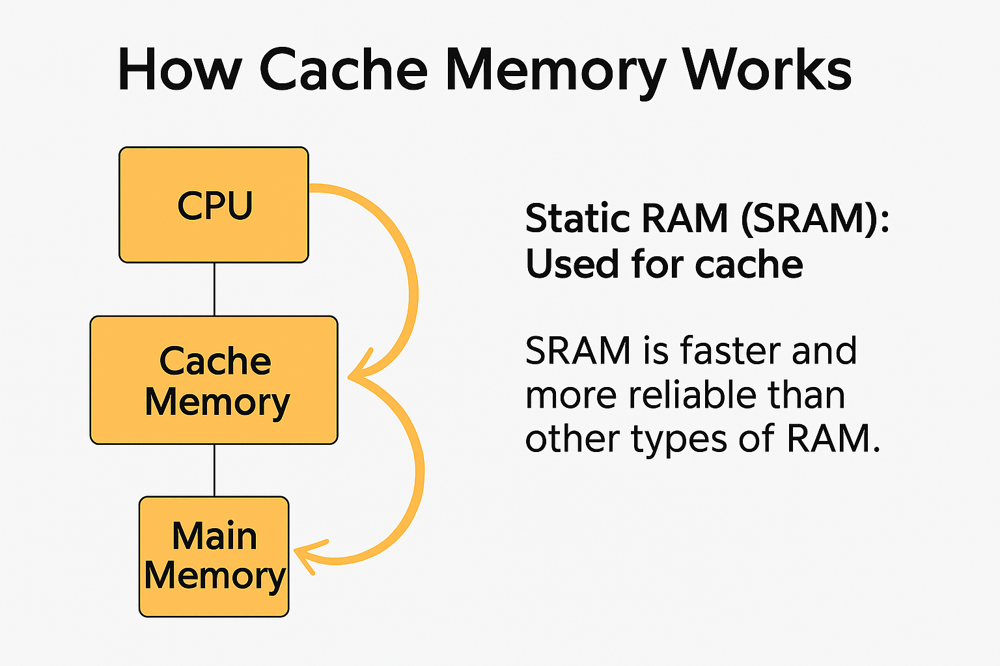 How Cache Memory Works
CPU
Cache
Memory
Main
Memory
Static RAM (SRAM):
Used for cache
SRAM is faster and
more reliable than
other types of RAM.